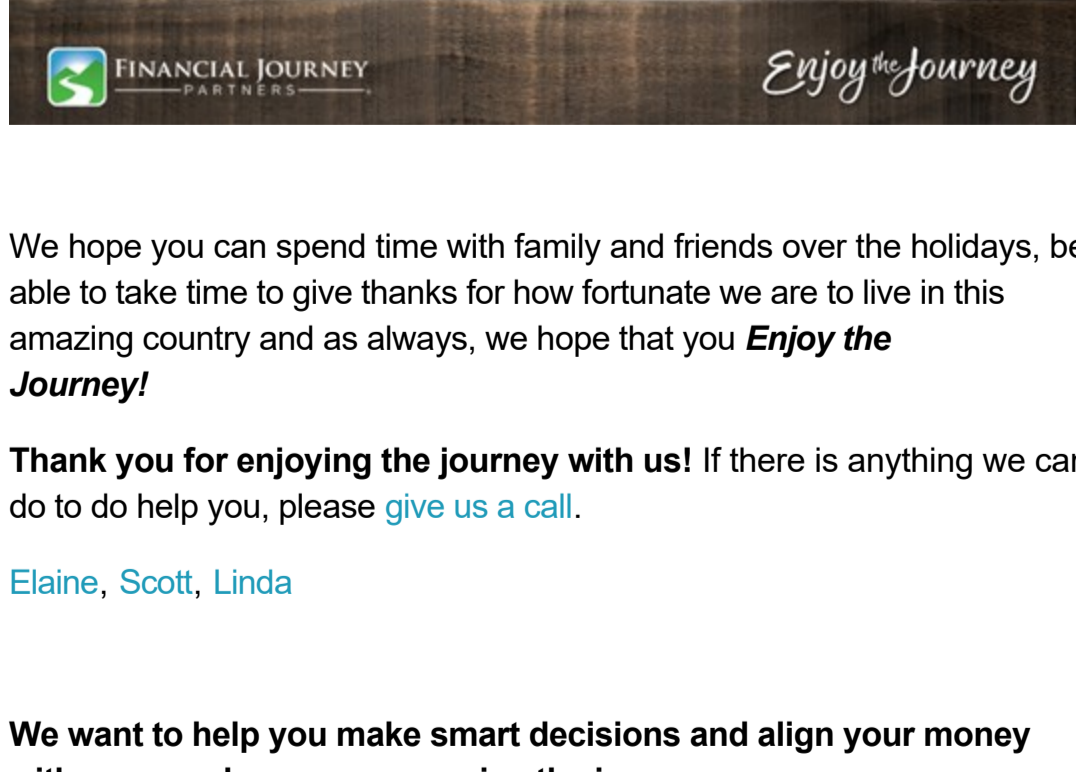 FINANCIAL JOURNEY
PARTNERS
Enjoy the Journey
We hope you can spend time with family and friends over the holidays, be
able to take time to give thanks for how fortunate we are to live in this
amazing country and as always, we hope that you Enjoy the
Journey!
Thank you for enjoying the journey with us! If there is anything we can
do to do help you, please give us a call.
Elaine, Scott, Linda
We want to help you make smart decisions and align your money